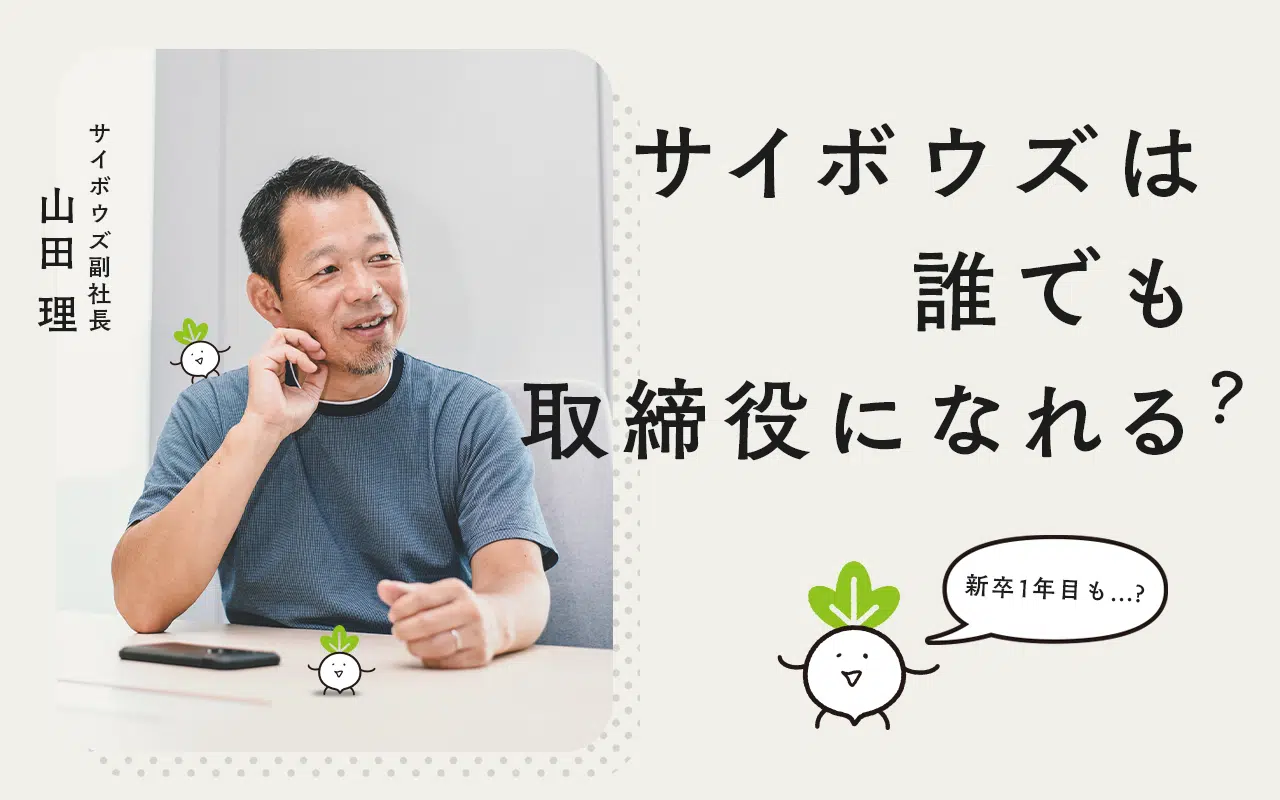 サイボウズ副社長
山田 理
サイボウズは
誰でも
取締役になれる?
新卒1年目も...?